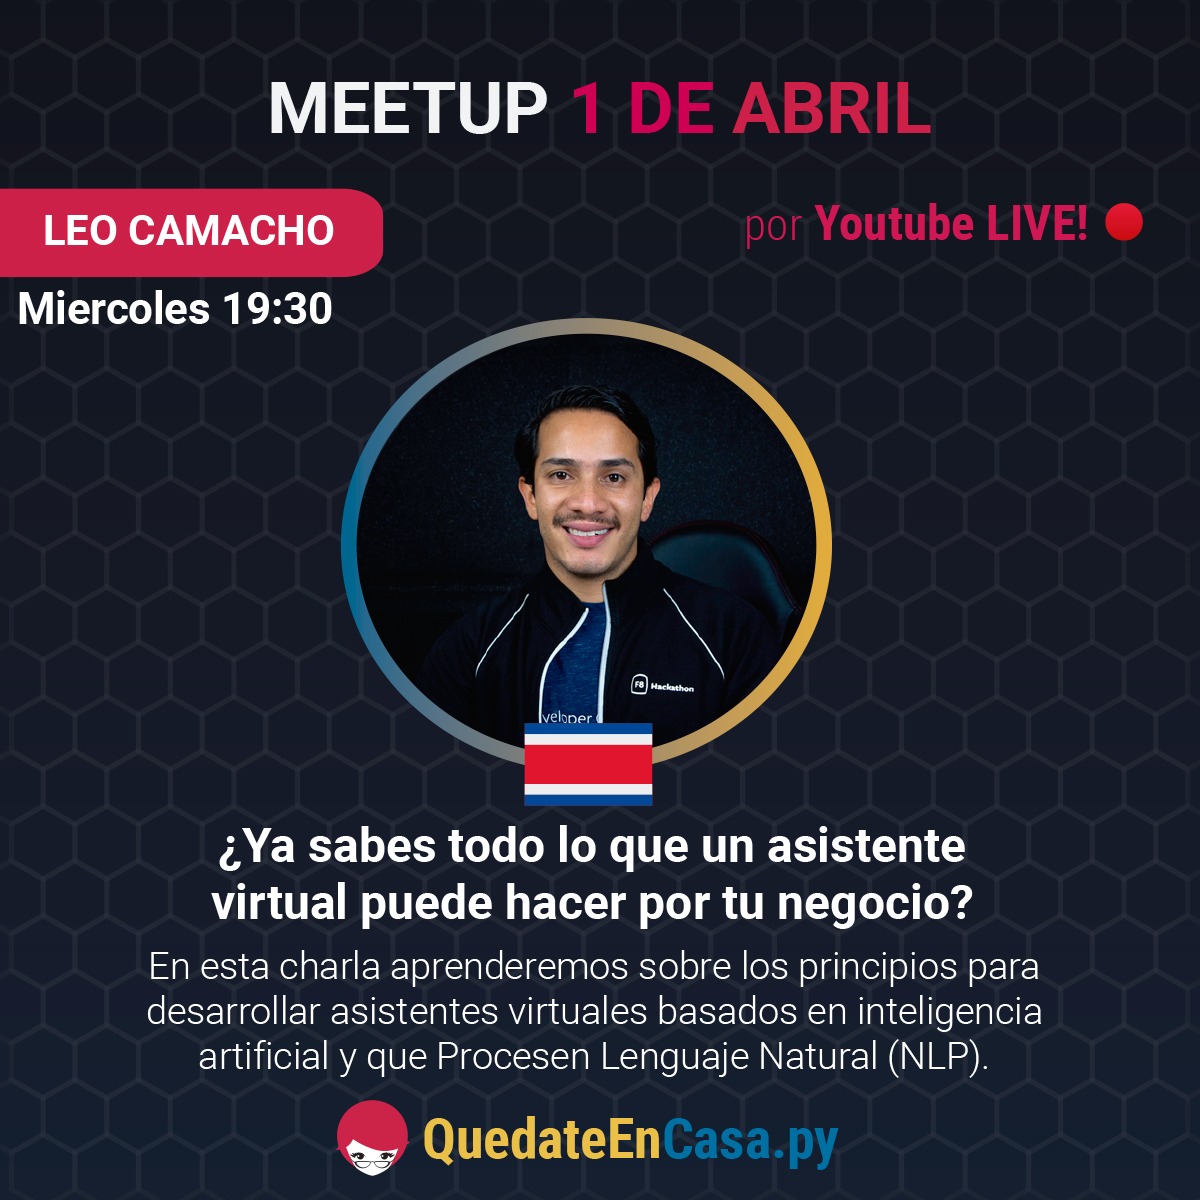 MEETUP 1 DE ABRIL
LEO CAMACHO
por Youtube LIVE!
Miercoles 19:30
F8 Hackathon
veloper
¿Ya sabes todo lo que un asistente
virtual puede hacer por tu negocio?
En esta charla aprenderemos sobre los principios para
desarrollar asistentes virtuales basados en inteligencia
artificial y que Procesen Lenguaje Natural (NLP).
QuedateEnCasa.py